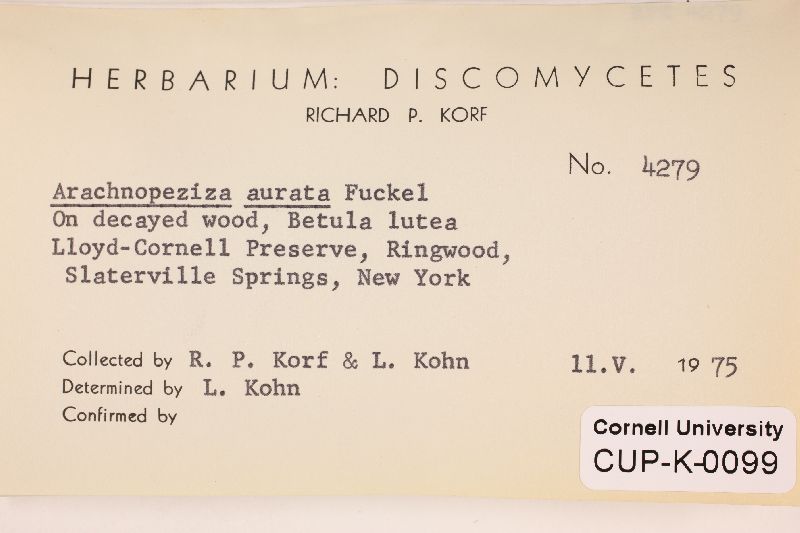 HERBARIUM: DISCOMYCETES
RICHARD P. KORF
No. 4279
Arachnopeziza aurata Fuckel
On decayed wood, Betula lutea
Lloyd-Cornell Preserve, Ringwood,
Slaterville Springs, New York
Collected by R. P. Korf & L. Kohn 11.V. 1975
Determined by L. Kohn
Confirmed by
Cornell University
CUP-K-0099